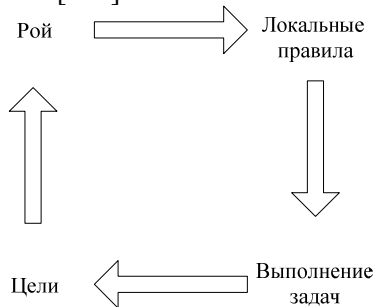 Рой
Локальные
правила
Цели
Выполнение
задач